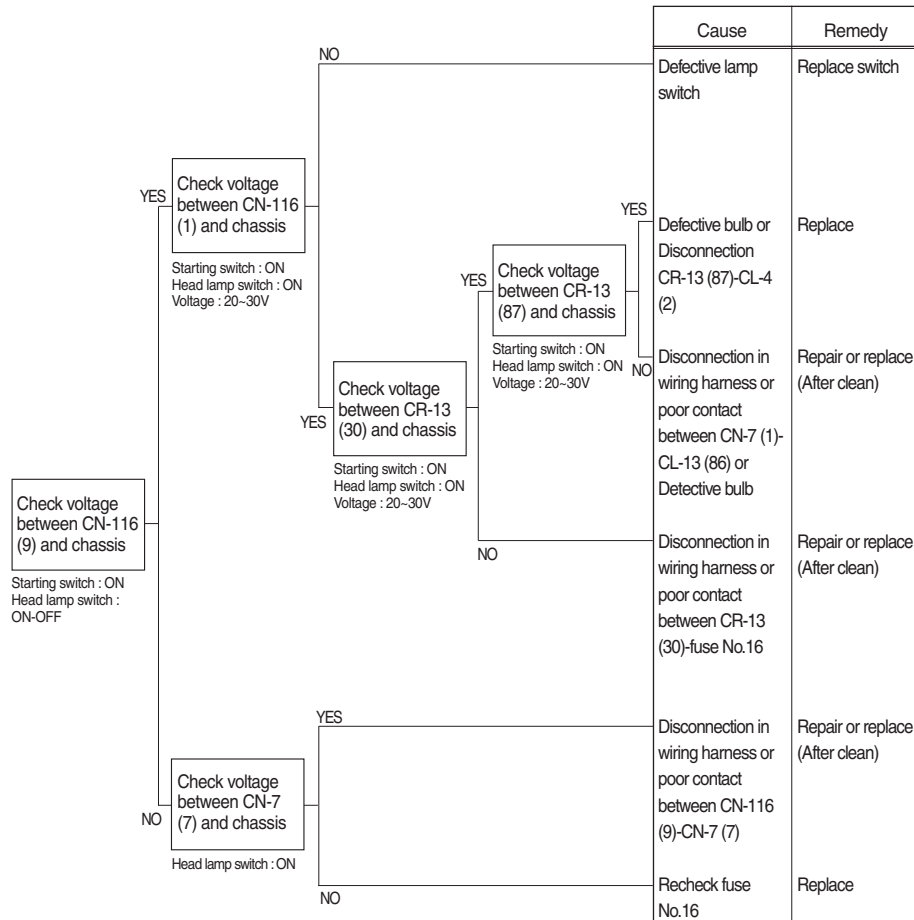 Cause
Remedy
NO
Defective lamp
switch
Replace switch
YES
Check voltage
between CN-116
(1) and chassis
Starting switch : ON
Head lamp switch : ON
Voltage : 20~30V
YES
Defective bulb or
Disconnection
CR-13 (87)-CL-4
(2)
Replace
YES
Check voltage
between CR-13
(87) and chassis
Starting switch : ON
Head lamp switch : ON
Voltage : 20~30V
NO
Disconnection in
wiring harness or
poor contact
between CN-7 (1)-
CL-13 (86) or
Detective bulb
Repair or replace
(After clean)
YES
Check voltage
between CR-13
(30) and chassis
Starting switch : ON
Head lamp switch : ON
Voltage : 20~30V
Check voltage
between CN-116
(9) and chassis
Starting switch : ON
Head lamp switch :
ON-OFF
NO
Disconnection in
wiring harness or
poor contact
between CR-13
(30)-fuse No.16
Repair or replace
(After clean)
YES
Disconnection in
wiring harness or
poor contact
between CN-116
(9)-CN-7 (7)
Repair or replace
(After clean)
NO
Check voltage
between CN-7
(7) and chassis
Head lamp switch : ON
NO
Recheck fuse
No.16
Replace